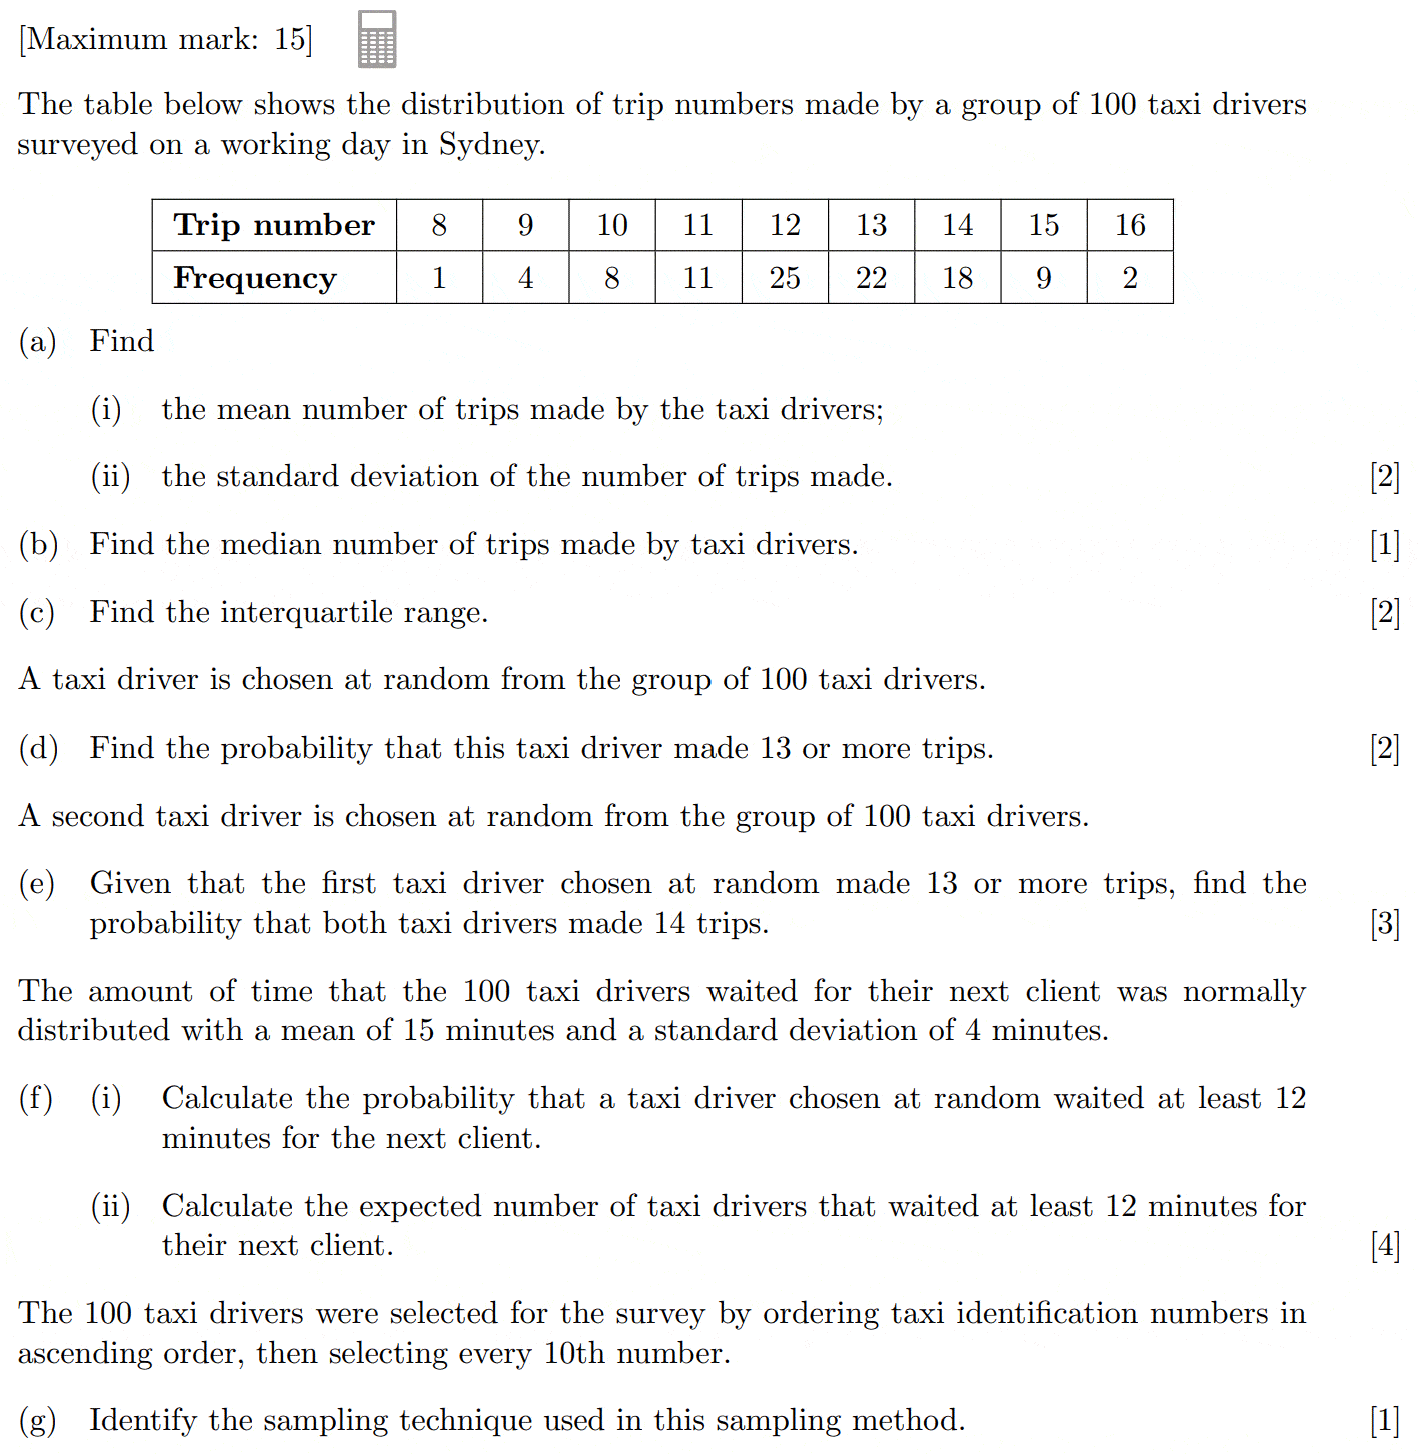 [Maximum mark: 15]
The table below shows the distribution of trip numbers made by a group of 100 taxi drivers
surveyed on a working day in Sydney.
Trip number 8 9 10 11 12 13 14 15 16
Frequency 1 4 8 11 25 22 18 9 2
(a) Find
(i) the mean number of trips made by the taxi drivers;
(ii) the standard deviation of the number of trips made. [2]
(b) Find the median number of trips made by taxi drivers. [1]
(c) Find the interquartile range. [2]
A taxi driver is chosen at random from the group of 100 taxi drivers.
(d) Find the probability that this taxi driver made 13 or more trips. [2]
A second taxi driver is chosen at random from the group of 100 taxi drivers.
(e) Given that the first taxi driver chosen at random made 13 or more trips, find the
probability that both taxi drivers made 14 trips. [3]
The amount of time that the 100 taxi drivers waited for their next client was normally
distributed with a mean of 15 minutes and a standard deviation of 4 minutes.
(f) (i) Calculate the probability that a taxi driver chosen at random waited at least 12
minutes for the next client.
(ii) Calculate the expected number of taxi drivers that waited at least 12 minutes for
their next client. [4]
The 100 taxi drivers were selected for the survey by ordering taxi identification numbers in
ascending order, then selecting every 10th number.
(g) Identify the sampling technique used in this sampling method. [1]